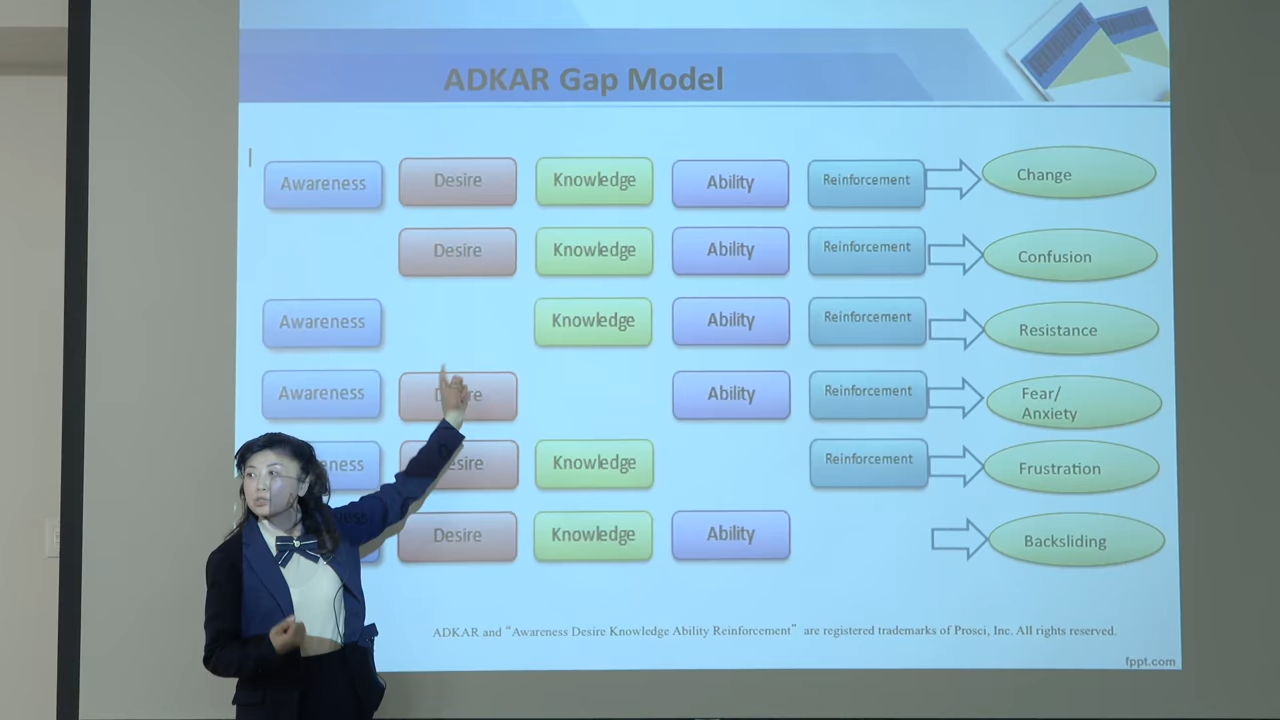 ADKAR Gap Model
Awareness Desire Knowledge Ability Reinforcement Change
Desire Knowledge Ability Reinforcement Confusion
Awareness Knowledge Ability Reinforcement Resistance
Awareness Desire Ability Reinforcement Fear/
Anxiety
Desire Knowledge Reinforcement Frustration
Desire Knowledge Ability Backsliding
ADKAR and “Awareness Desire Knowledge Ability Reinforcement” are registered trademarks of Prosci, Inc. All rights reserved.
fppt.com